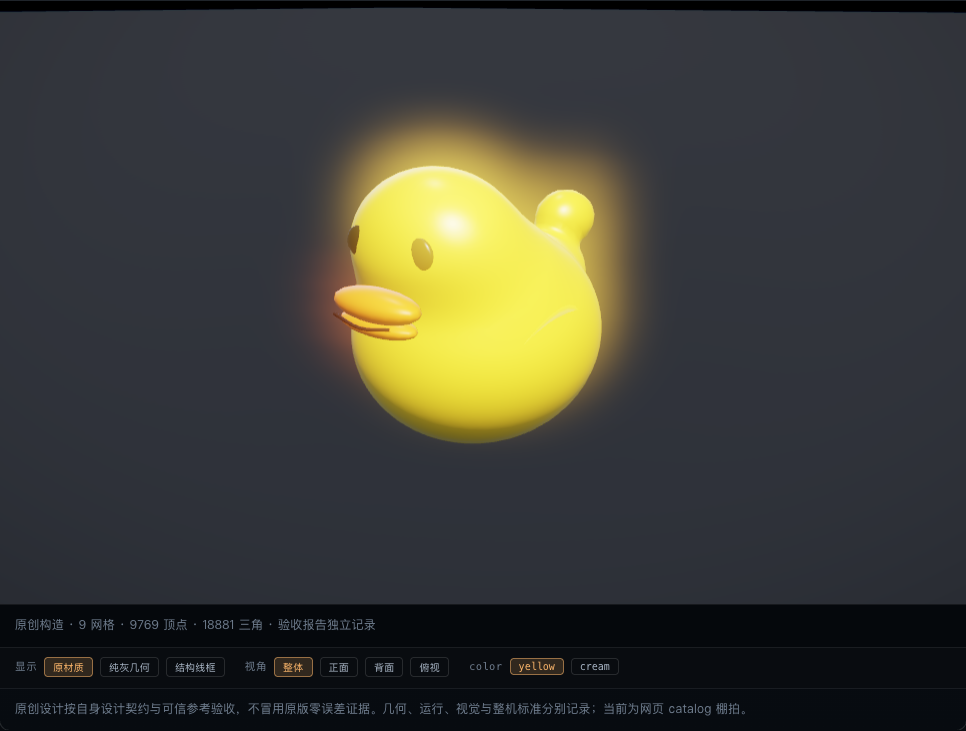 原创构造 · 9 网格 · 9769 顶点 · 18881 三角 · 验收报告独立记录
显示 原材质 纯灰几何 结构线框 视角 整体 正面 背面 俯视 color yellow cream
原创设计按自身设计契约与可信参考验收，不冒用原版零误差证据。几何、运行、视觉与整机标准分别记录；当前为网页 catalog 棚拍。